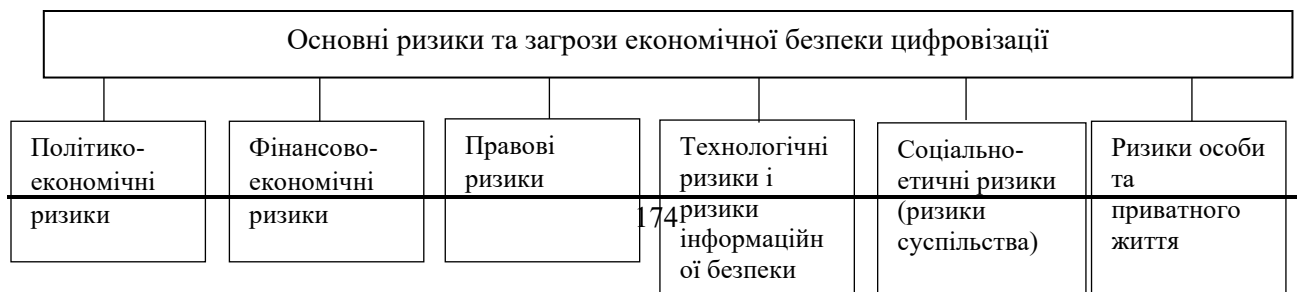 Основні ризики та загрози економічної безпеки цифровізації
Політико-
економічні
ризики
Фінансово-
економічні
ризики
Правові
ризики
Технологічні
ризики і
ризики
інформаційн
ої безпеки
Соціально-
етичні ризики
(ризики
суспільства)
Ризики особи
та
приватного
життя
174